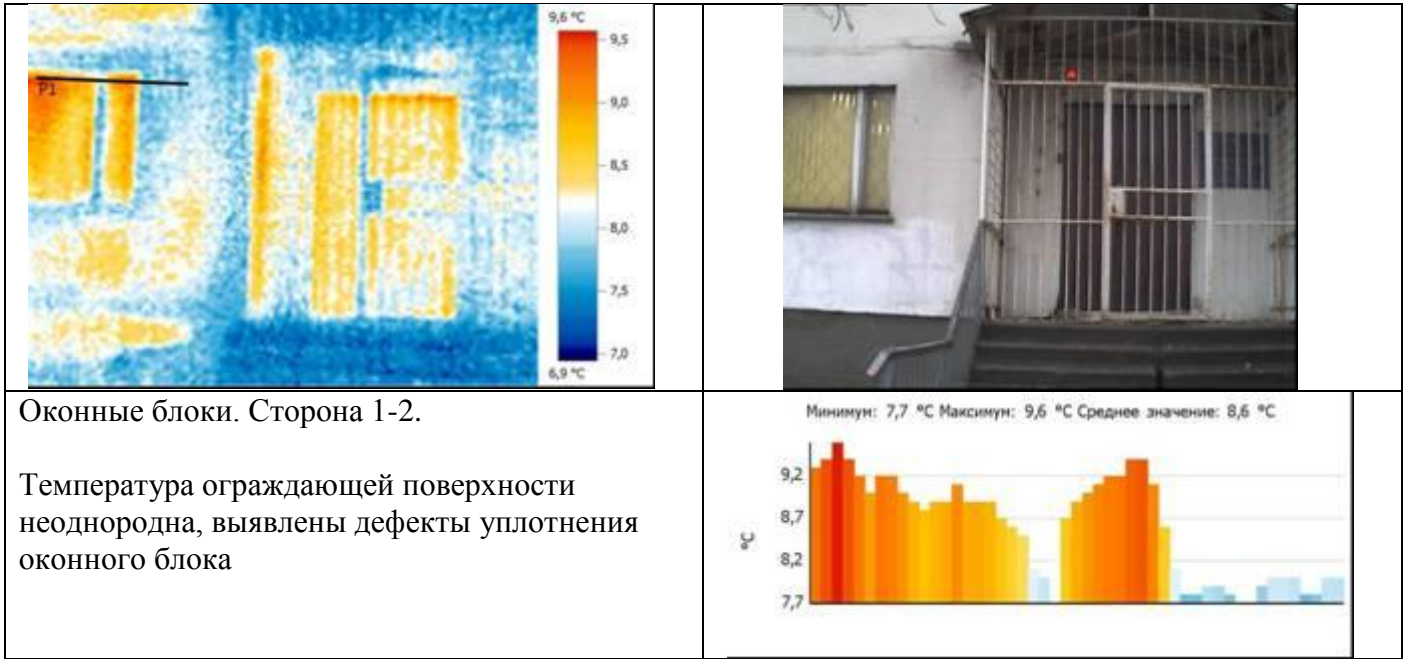 9,6 °C
9,5
P1
9,0
8,5
8,0
7,5
7,0
6,9 °C
Оконные блоки. Сторона 1-2.
Температура ограждающей поверхности
неоднородна, выявлены дефекты уплотнения
оконного блока
Минимум: 7,7 °C Максимум: 9,6 °C Среднее значение: 8,6 °C
9,2
8,7
°C
8,2
7,7